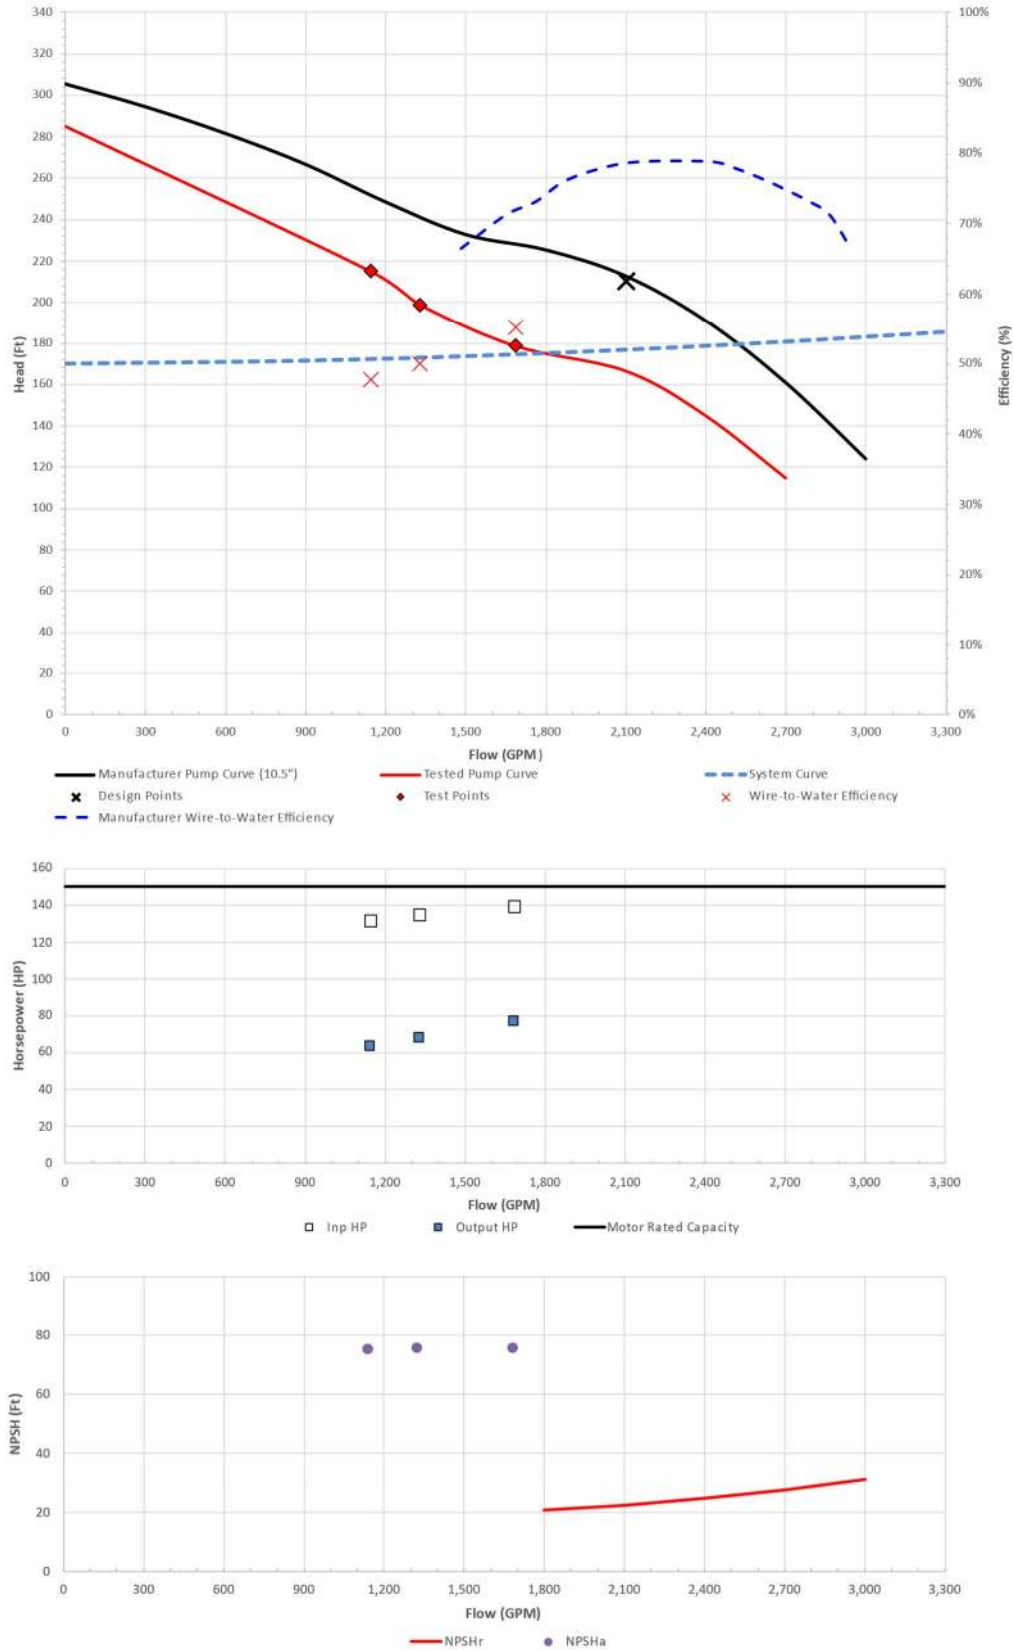 340 100%
320
300 90%
280 80%
260
240 70%
220
200 60%
180
160 50%
140 40%
120
100 30%
80 20%
60
40 10%
20
0 0%
Head (Ft)
Efficiency (%)
0 300 600 900 1,200 1,500 1,800 2,100 2,400 2,700 3,000 3,300
Flow (GPM )
Manufacturer Pump Curve (10.5") Tested Pump Curve System Curve
Design Points Test Points Wire-to-Water Efficiency
Manufacturer Wire-to-Water Efficiency
160
140
120
100
80
60
40
20
0
Horsepower (HP)
0 300 600 900 1,200 1,500 1,800 2,100 2,400 2,700 3,000 3,300
Flow (GPM)
Inp HP Output HP Motor Rated Capacity
100
80
60
40
20
0
NPSH (Ft)
0 300 600 900 1,200 1,500 1,800 2,100 2,400 2,700 3,000 3,300
Flow (GPM)
NPSHr NPSHa